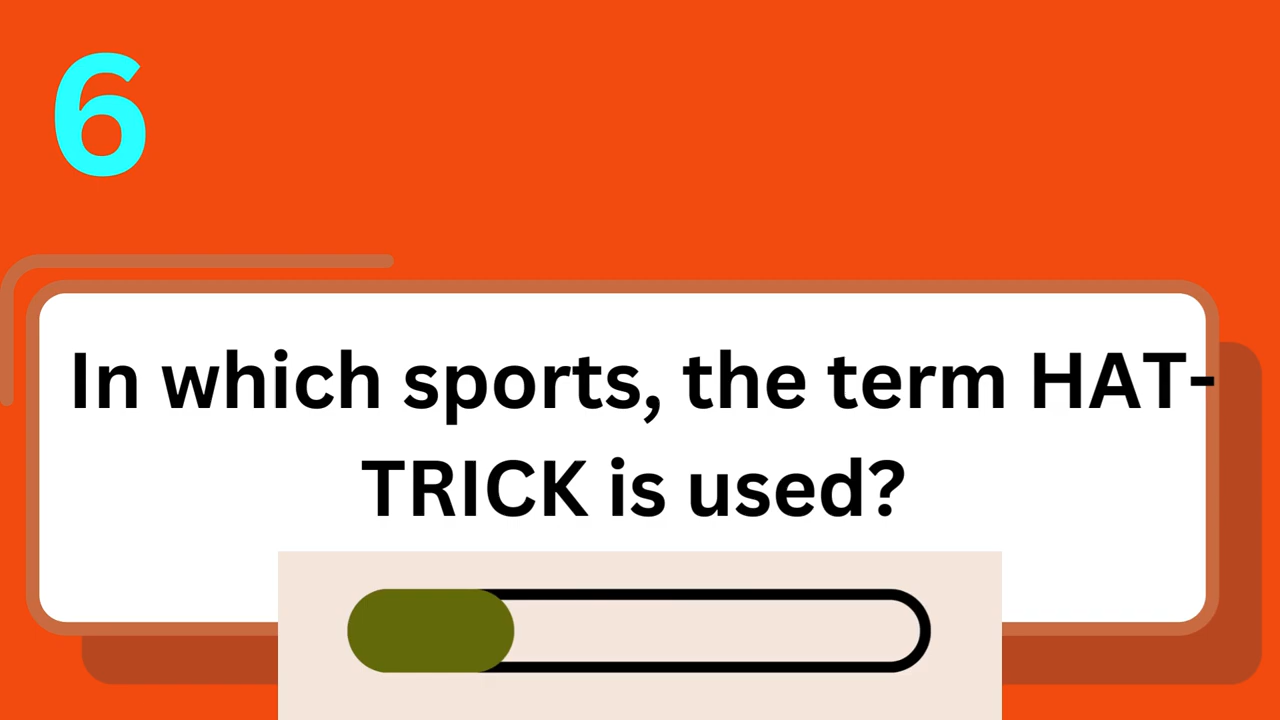 6
In which sports, the term HAT-
TRICK is used?